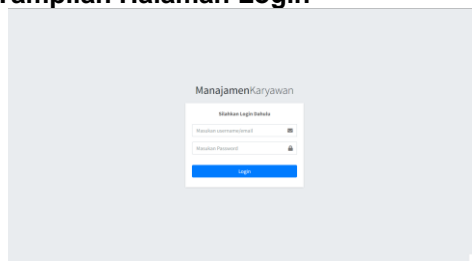 Tampilan Halaman Login
ManajamenKaryawan
Silahkan Login Dahulu
Masukan username/email
Masukan Password
Login